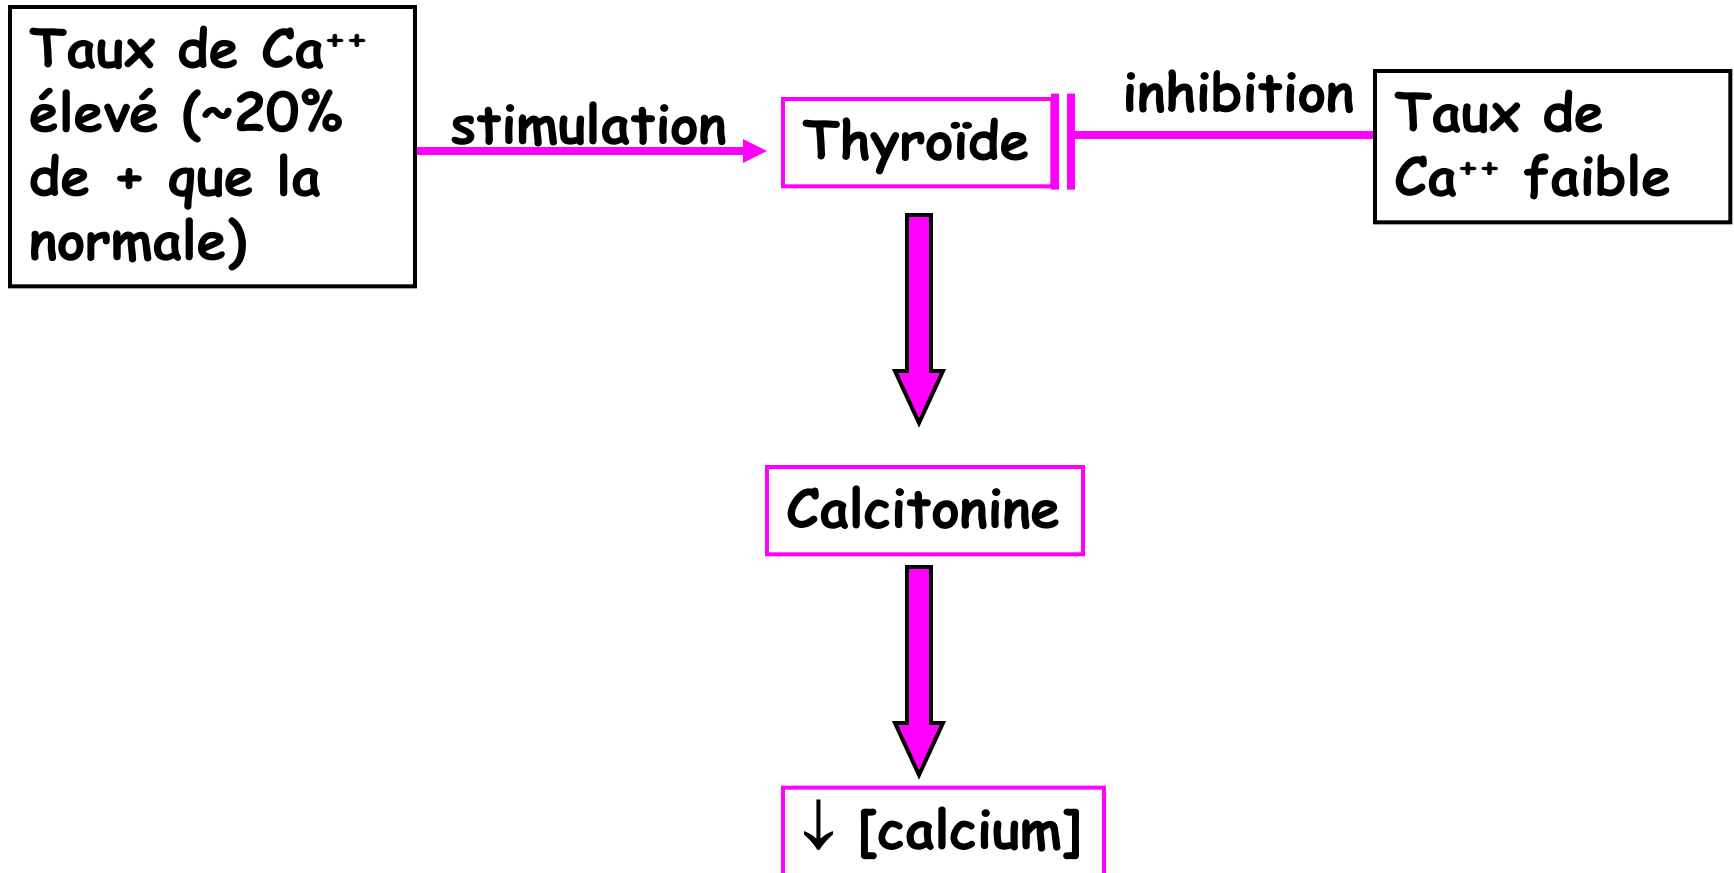 Taux de Ca⁺⁺
élevé (~20%
de + que la
normale)
stimulation
Thyroïde
inhibition
Taux de
Ca⁺⁺ faible
Calcitonine
↓ [calcium]